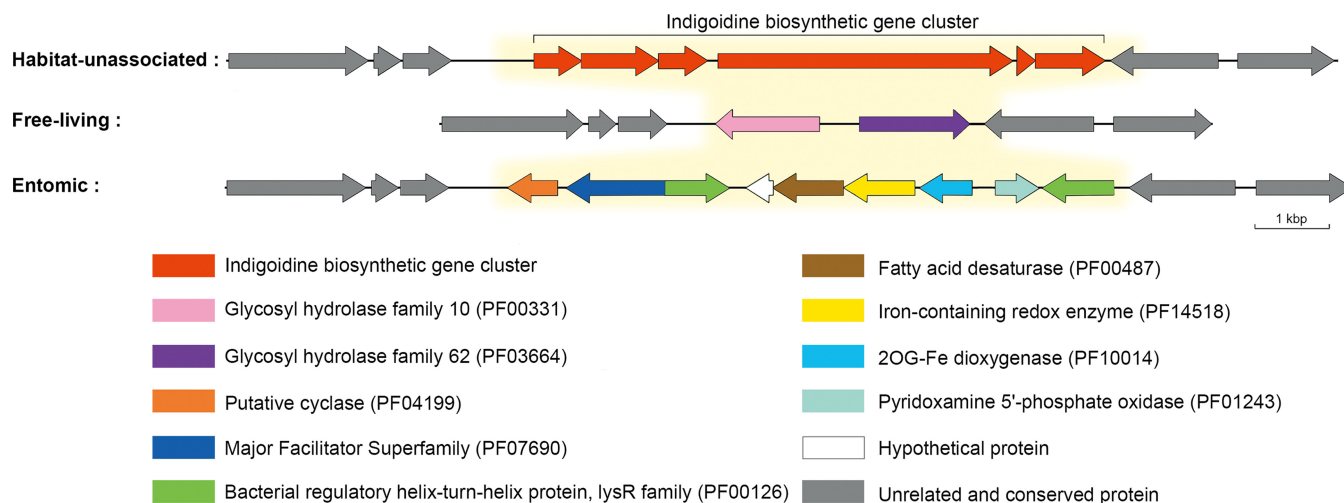 Indigoidine biosynthetic gene cluster
Habitat-unassociated :
Free-living :
Entomic :
1 kbp
Indigoidine biosynthetic gene cluster
Glycosyl hydrolase family 10 (PF00331)
Glycosyl hydrolase family 62 (PF03664)
Putative cyclase (PF04199)
Major Facilitator Superfamily (PF07690)
Bacterial regulatory helix-turn-helix protein, lysR family (PF00126)
Fatty acid desaturase (PF00487)
Iron-containing redox enzyme (PF14518)
2OG-Fe dioxygenase (PF10014)
Pyridoxamine 5'-phosphate oxidase (PF01243)
Hypothetical protein
Unrelated and conserved protein